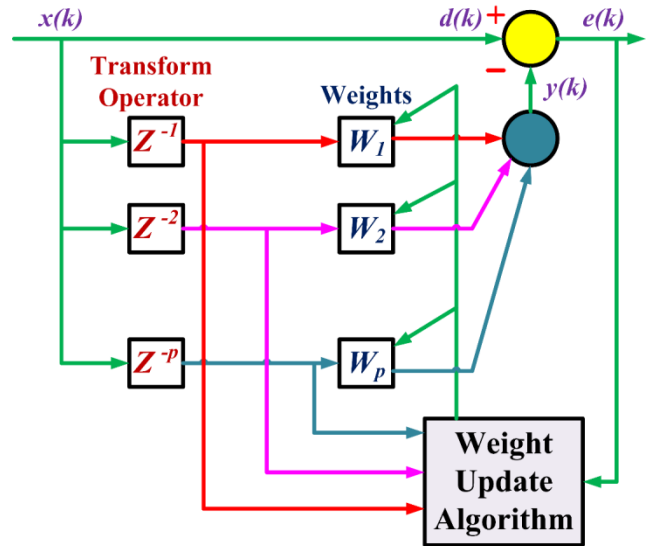 x(k)
d(k)
+
e(k)
−
y(k)
Transform
Operator
Weights
Z⁻¹
W₁
Z⁻²
W₂
Z⁻ᵖ
Wₚ
Weight
Update
Algorithm